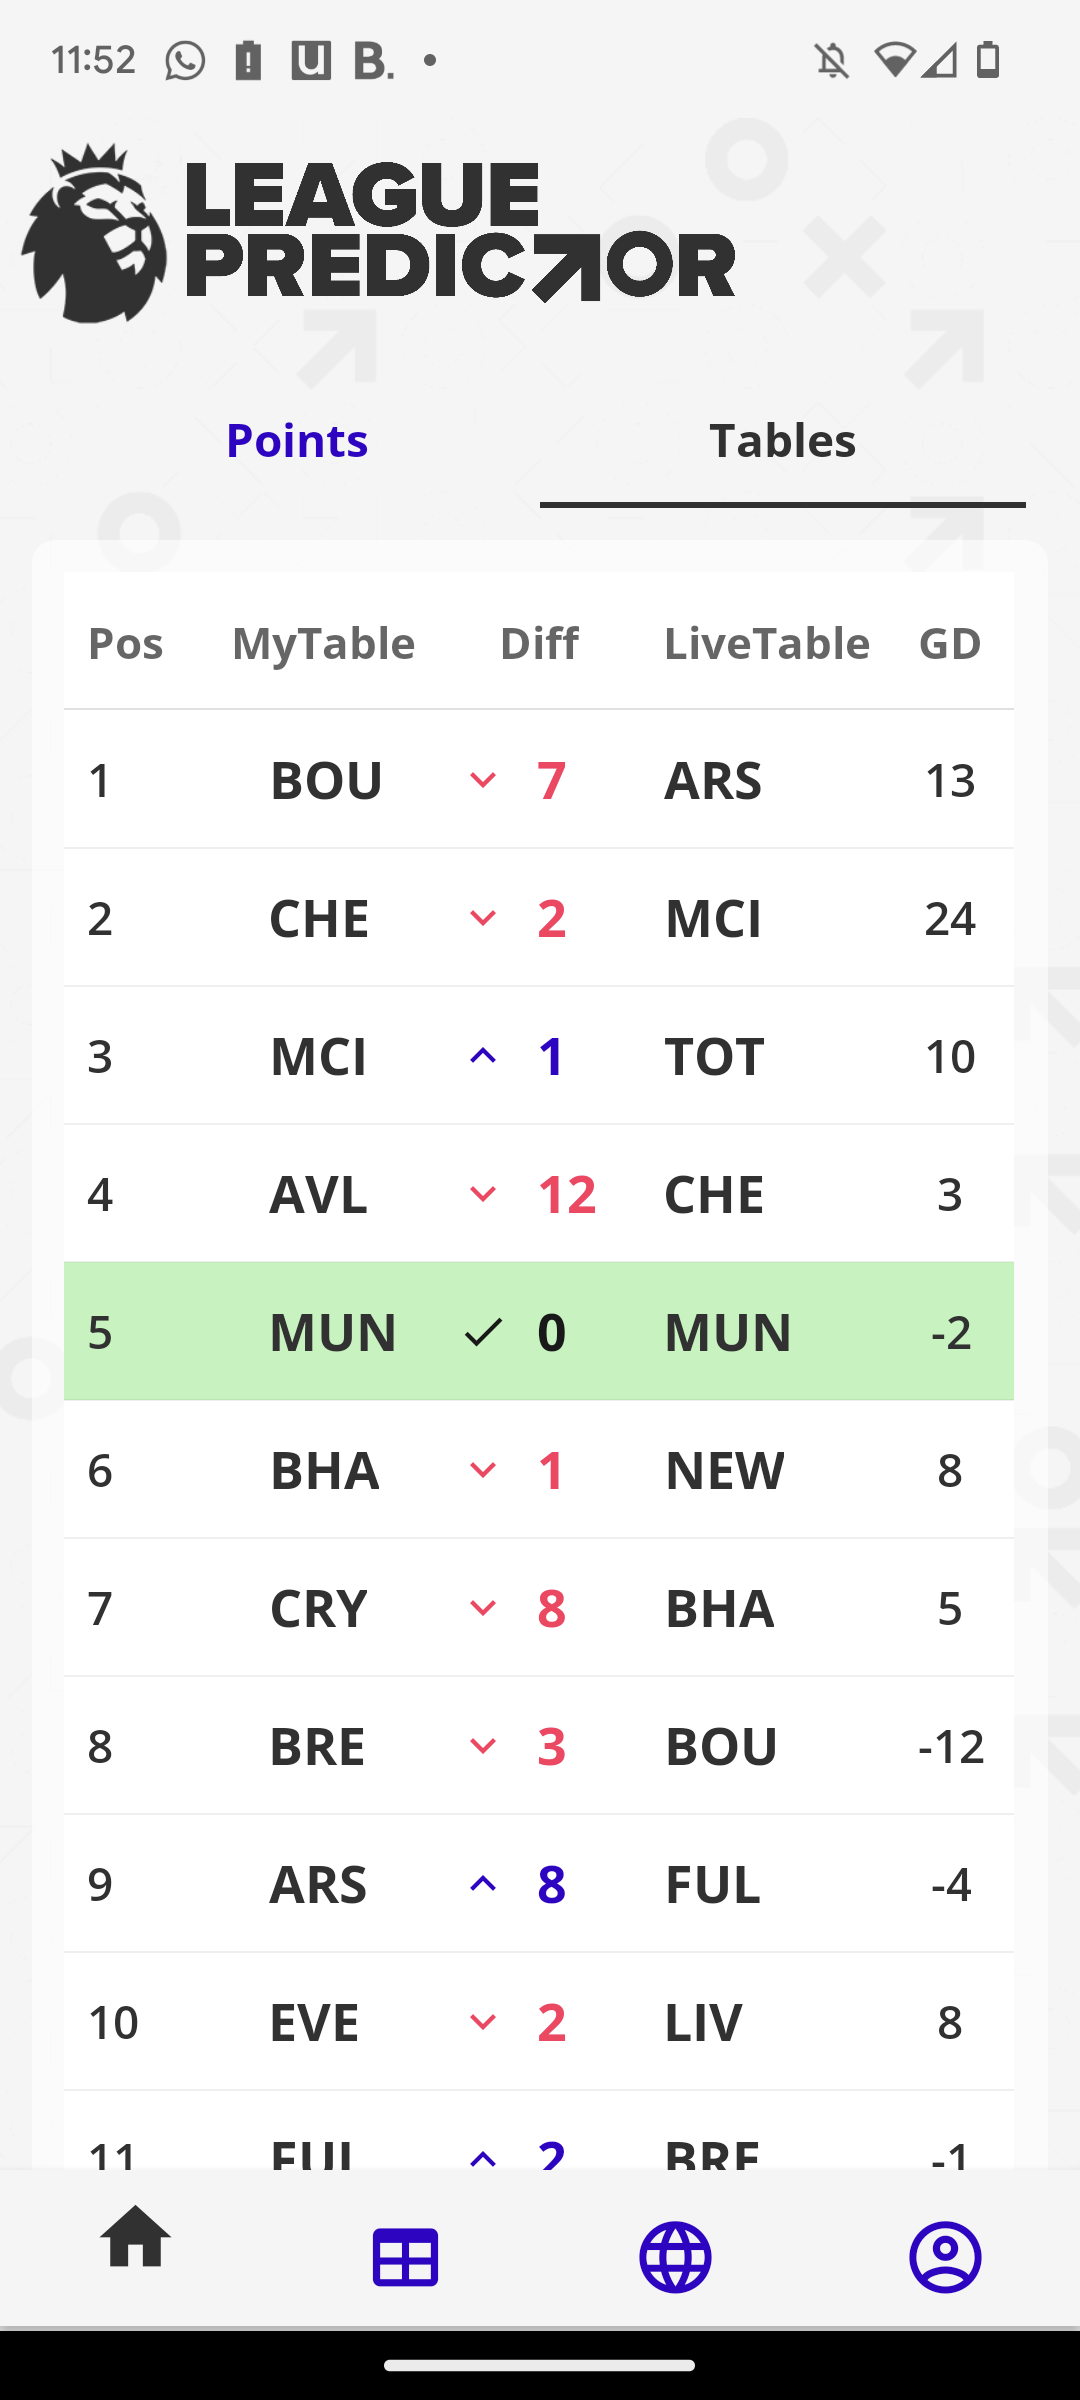 11:52
LEAGUE
PREDICTOR
Points Tables
Pos MyTable Diff LiveTable GD
1 BOU 7 ARS 13
2 CHE 2 MCI 24
3 MCI 1 TOT 10
4 AVL 12 CHE 3
5 MUN 0 MUN -2
6 BHA 1 NEW 8
7 CRY 8 BHA 5
8 BRE 3 BOU -12
9 ARS 8 FUL -4
10 EVE 2 LIV 8
11 FUL 2 BRE -1